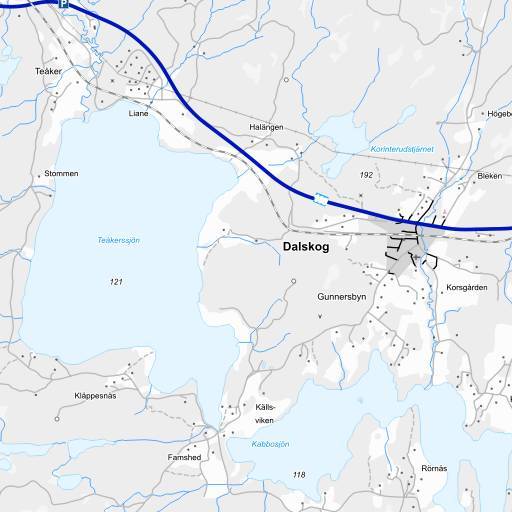 P
Teåker
Liane
Högebo
Halängen
Korinterudstjärnet
192
Bleken
Stommen
Teåkerssjön
Dalskog
121
Korsgården
Gunnersbyn
Kläppesnäs
Källs-
viken
Kabbosjön
Famshed
118
Rörnäs